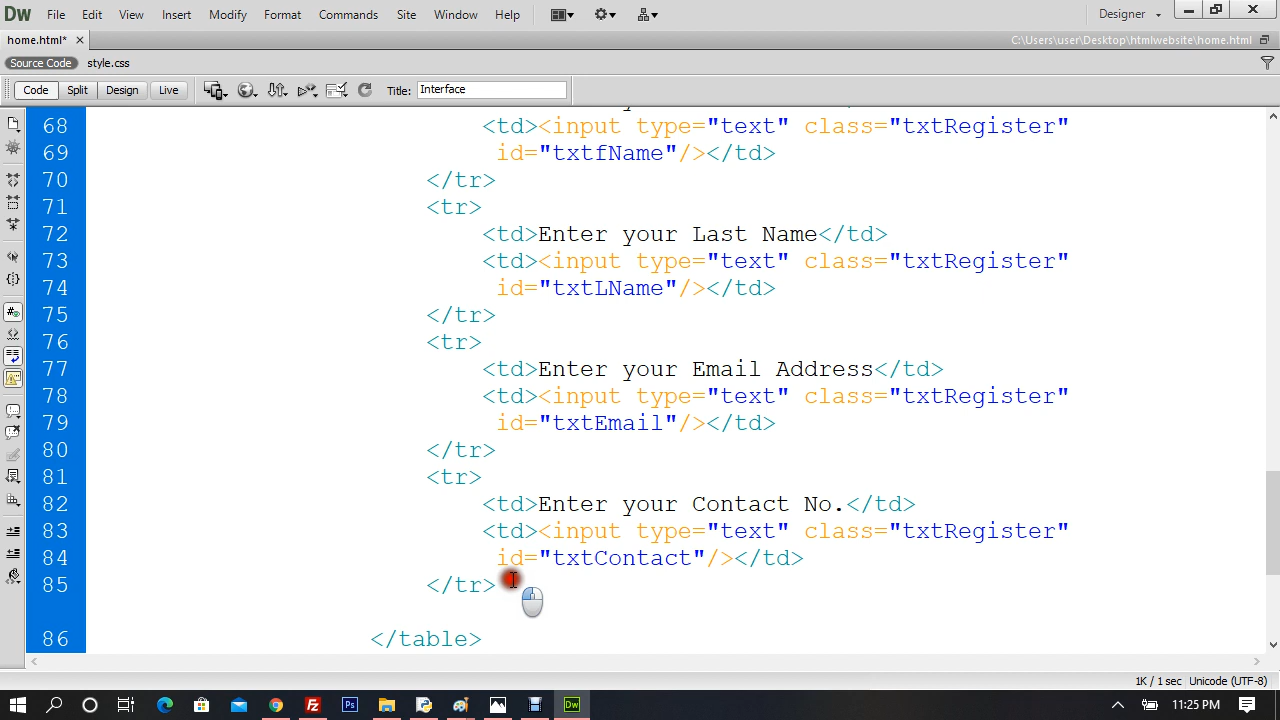 Dw File Edit View Insert Modify Format Commands Site Window Help Designer
home.html* C:\Users\user\Desktop\htmlwebsite\home.html
Source Code style.css
Code Split Design Live Title: Interface
68 <td><input type="text" class="txtRegister"
69 id="txtfName"/></td>
70 </tr>
71 <tr>
72 <td>Enter your Last Name</td>
73 <td><input type="text" class="txtRegister"
74 id="txtLName"/></td>
75 </tr>
76 <tr>
77 <td>Enter your Email Address</td>
78 <td><input type="text" class="txtRegister"
79 id="txtEmail"/></td>
80 </tr>
81 <tr>
82 <td>Enter your Contact No.</td>
83 <td><input type="text" class="txtRegister"
84 id="txtContact"/></td>
85 </tr>
86 </table>
1K / 1 sec Unicode (UTF-8)
Fz Ps Dw 11:25 PM